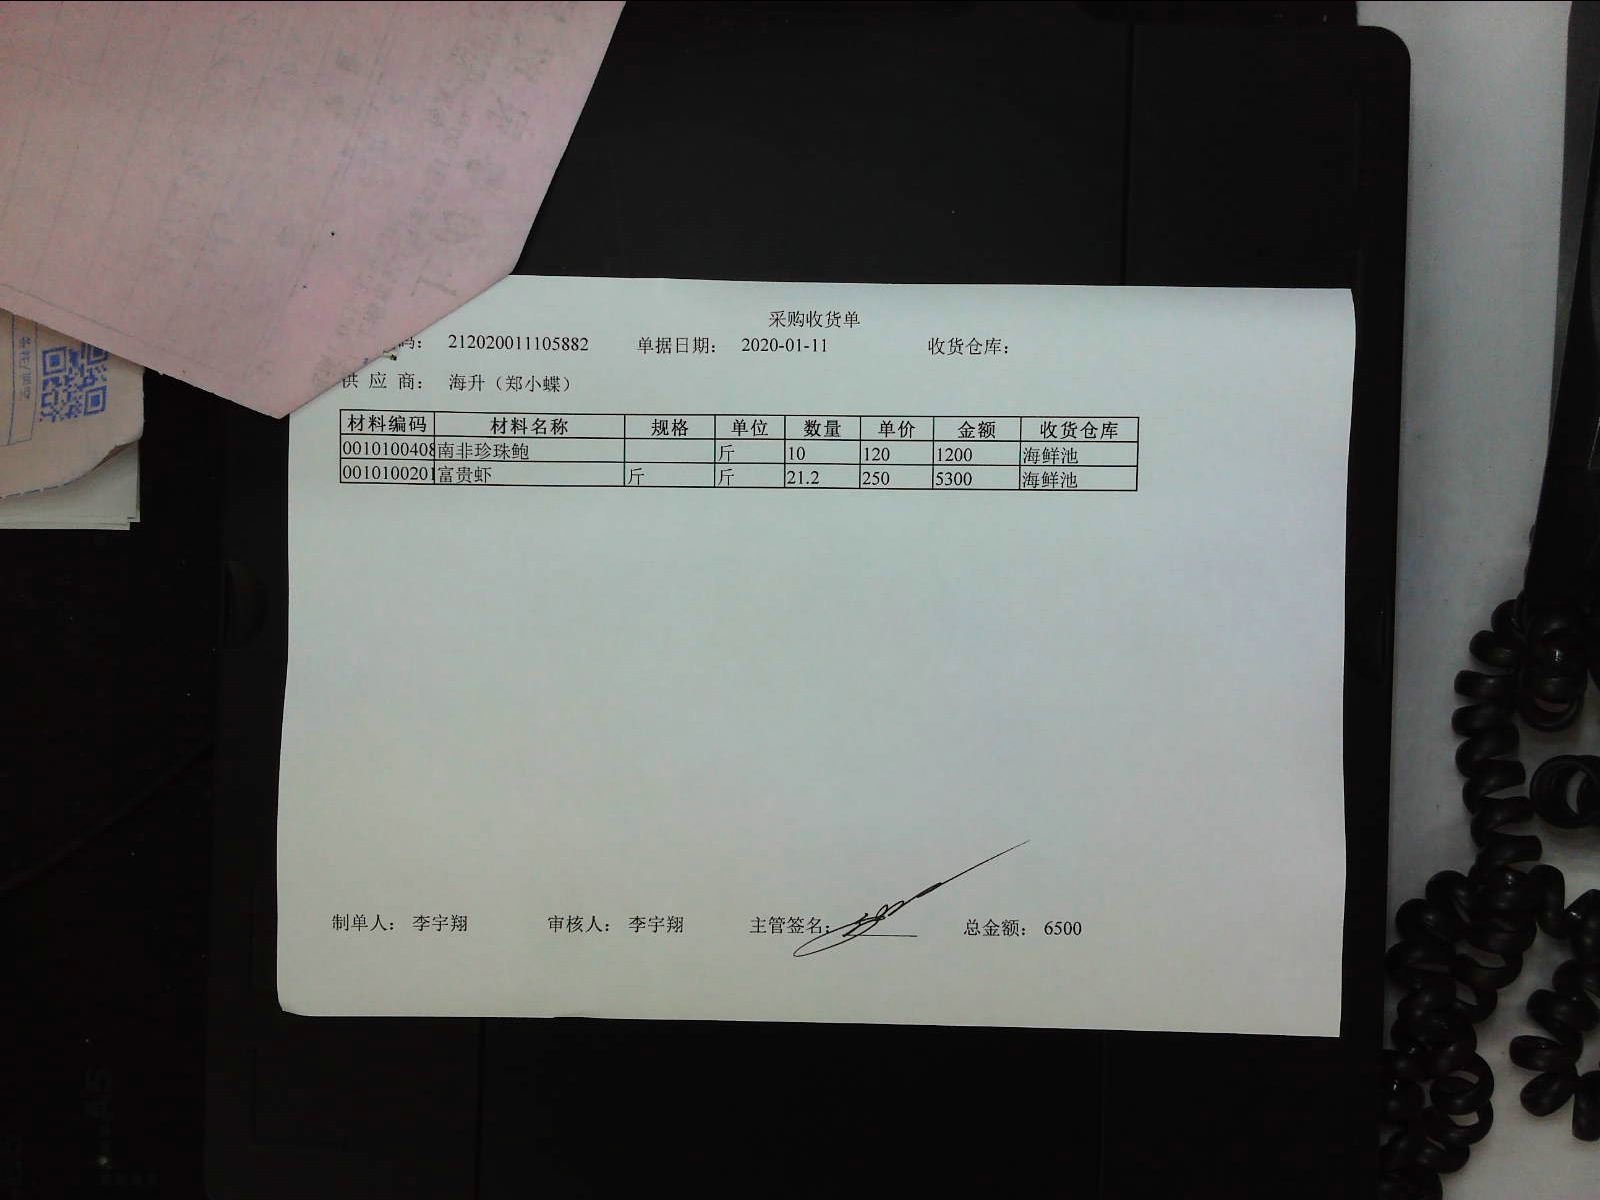 采购收货单
码： 212020011105882 单据日期： 2020-01-11 收货仓库：
供 应 商： 海升（郑小蝶）
材料编码 材料名称 规格 单位 数量 单价 金额 收货仓库
0010100408 南非珍珠鲍 斤 10 120 1200 海鲜池
0010100201 富贵虾 斤 斤 21.2 250 5300 海鲜池
制单人： 李宇翔 审核人： 李宇翔 主管签名： 总金额： 6500